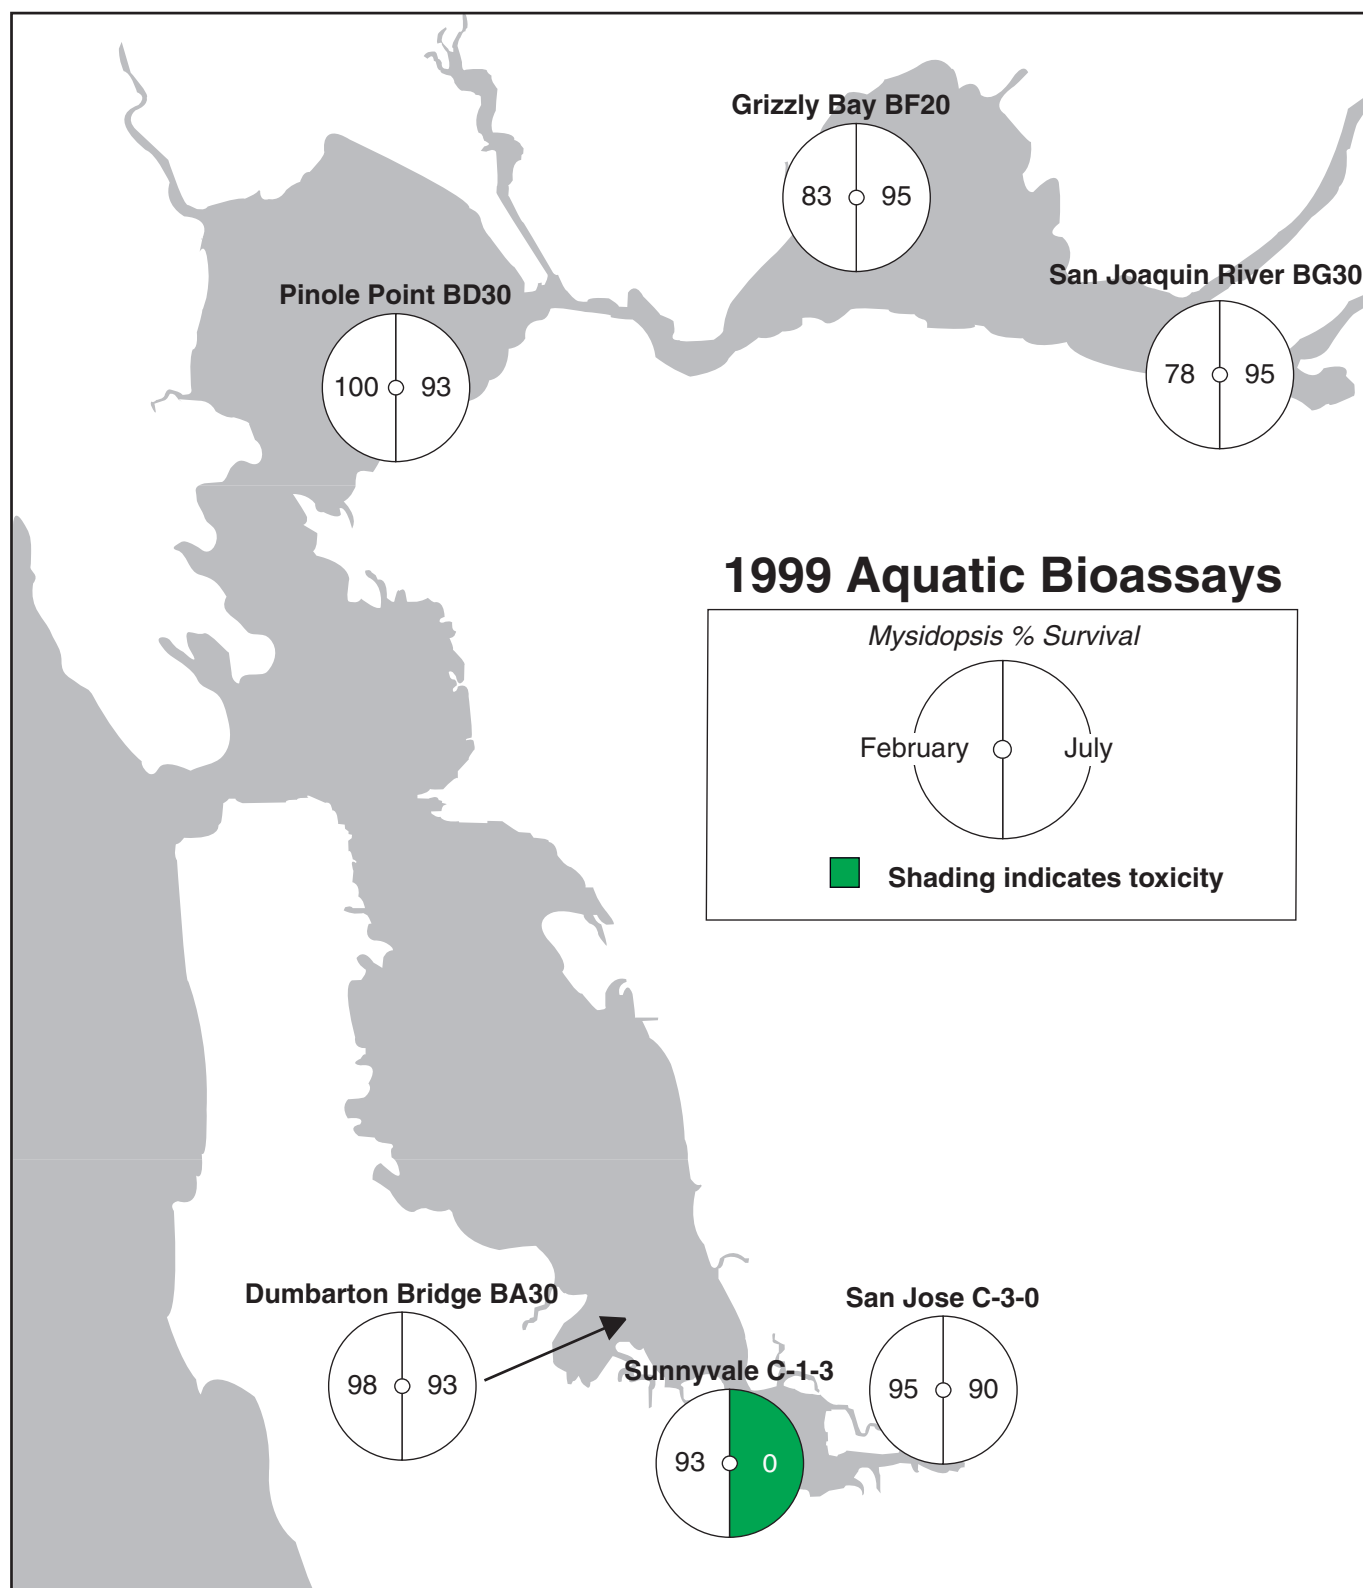 Grizzly Bay BF20
83 95
San Joaquin River BG30
78 95
Pinole Point BD30
100 93
1999 Aquatic Bioassays
Mysidopsis % Survival
February July
Shading indicates toxicity
Dumbarton Bridge BA30
98 93
San Jose C-3-0
95 90
Sunnyvale C-1-3
93 0